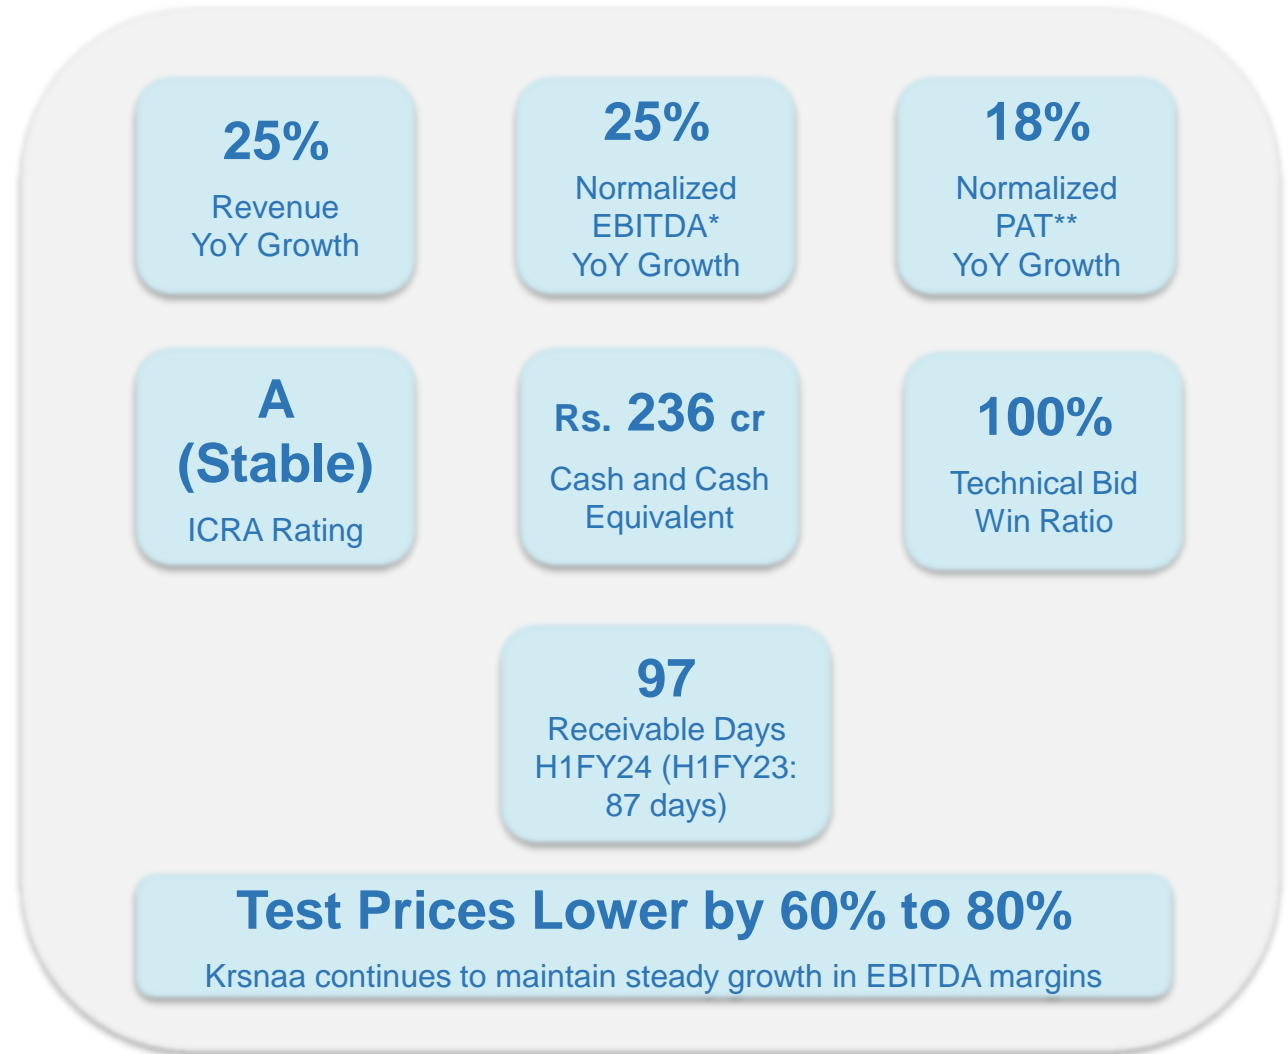 25%
Revenue
YoY Growth
25%
Normalized
EBITDA*
YoY Growth
18%
Normalized
PAT**
YoY Growth
A
(Stable)
ICRA Rating
Rs. 236 cr
Cash and Cash
Equivalent
100%
Technical Bid
Win Ratio
97
Receivable Days
H1FY24 (H1FY23:
87 days)
Test Prices Lower by 60% to 80%
Krsnaa continues to maintain steady growth in EBITDA margins